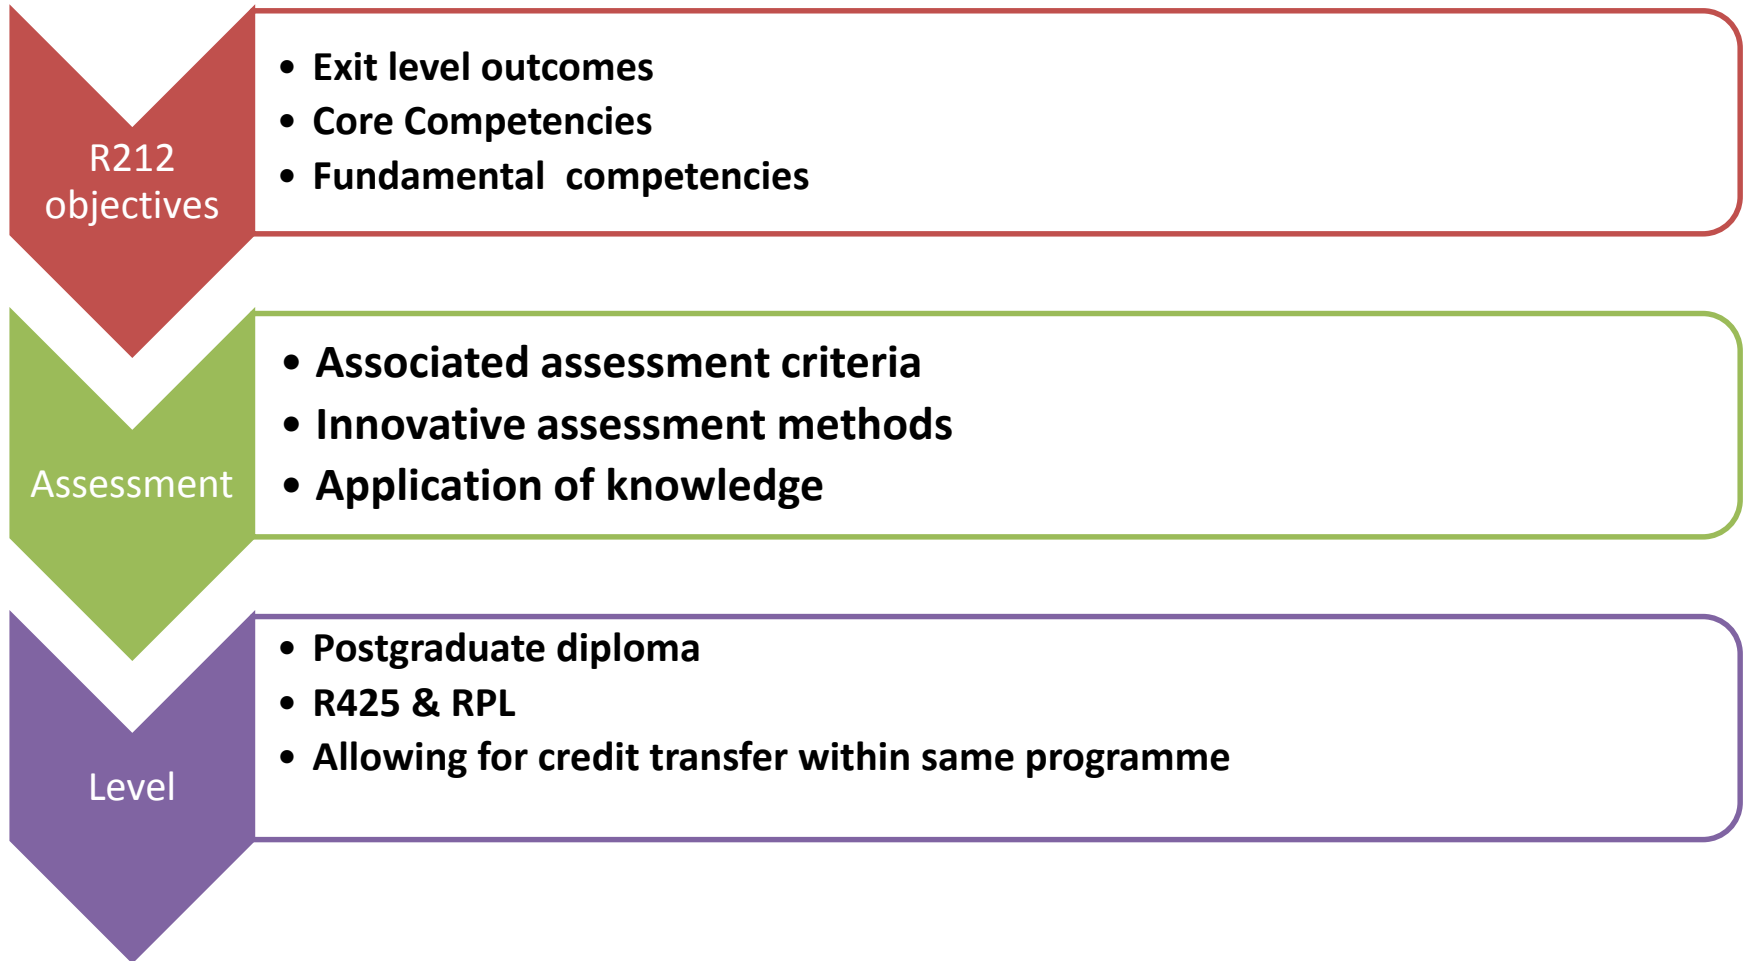 R212
objectives
• Exit level outcomes
• Core Competencies
• Fundamental  competencies
Assessment
• Associated assessment criteria
• Innovative assessment methods
• Application of knowledge
Level
• Postgraduate diploma
• R425 & RPL
• Allowing for credit transfer within same programme